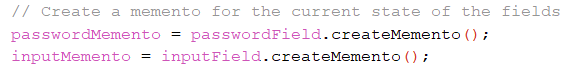 // Create a memento for the current state of the fields
passwordMemento = passwordField.createMemento();
inputMemento = inputField.createMemento();